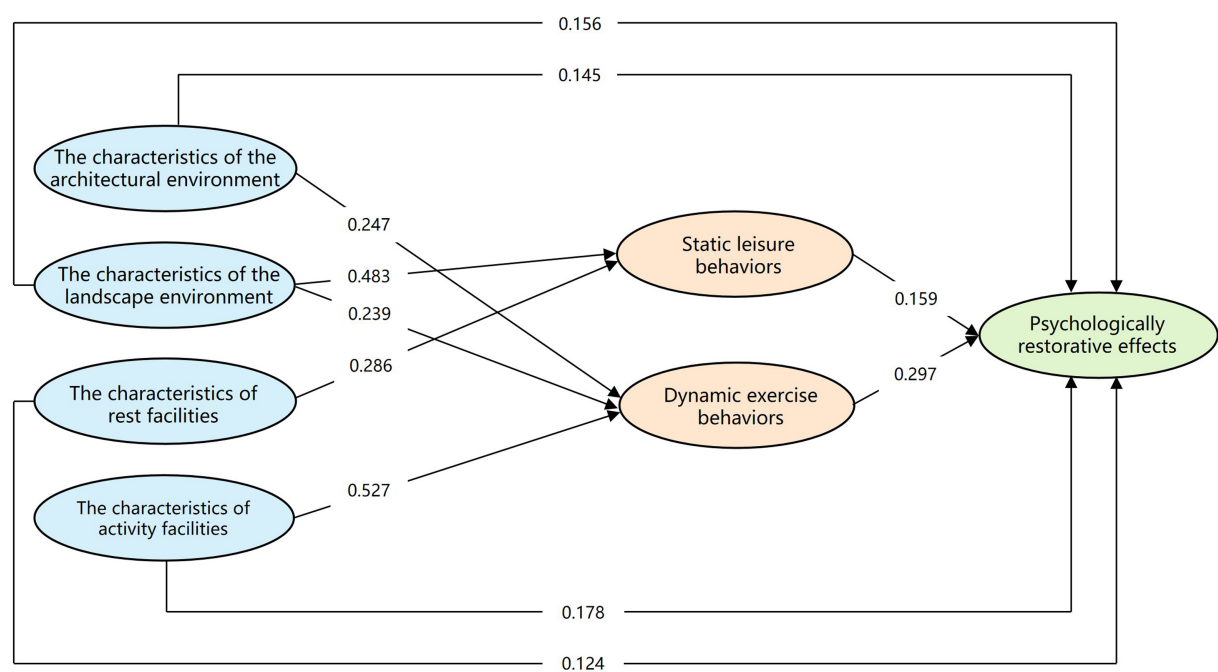 0.156
0.145
The characteristics of the
architectural environment
0.247
The characteristics of the
landscape environment
0.483
0.239
Static leisure
behaviors
0.159
Psychologically
restorative effects
The characteristics of
rest facilities
0.286
Dynamic exercise
behaviors
0.297
The characteristics of
activity facilities
0.527
0.178
0.124